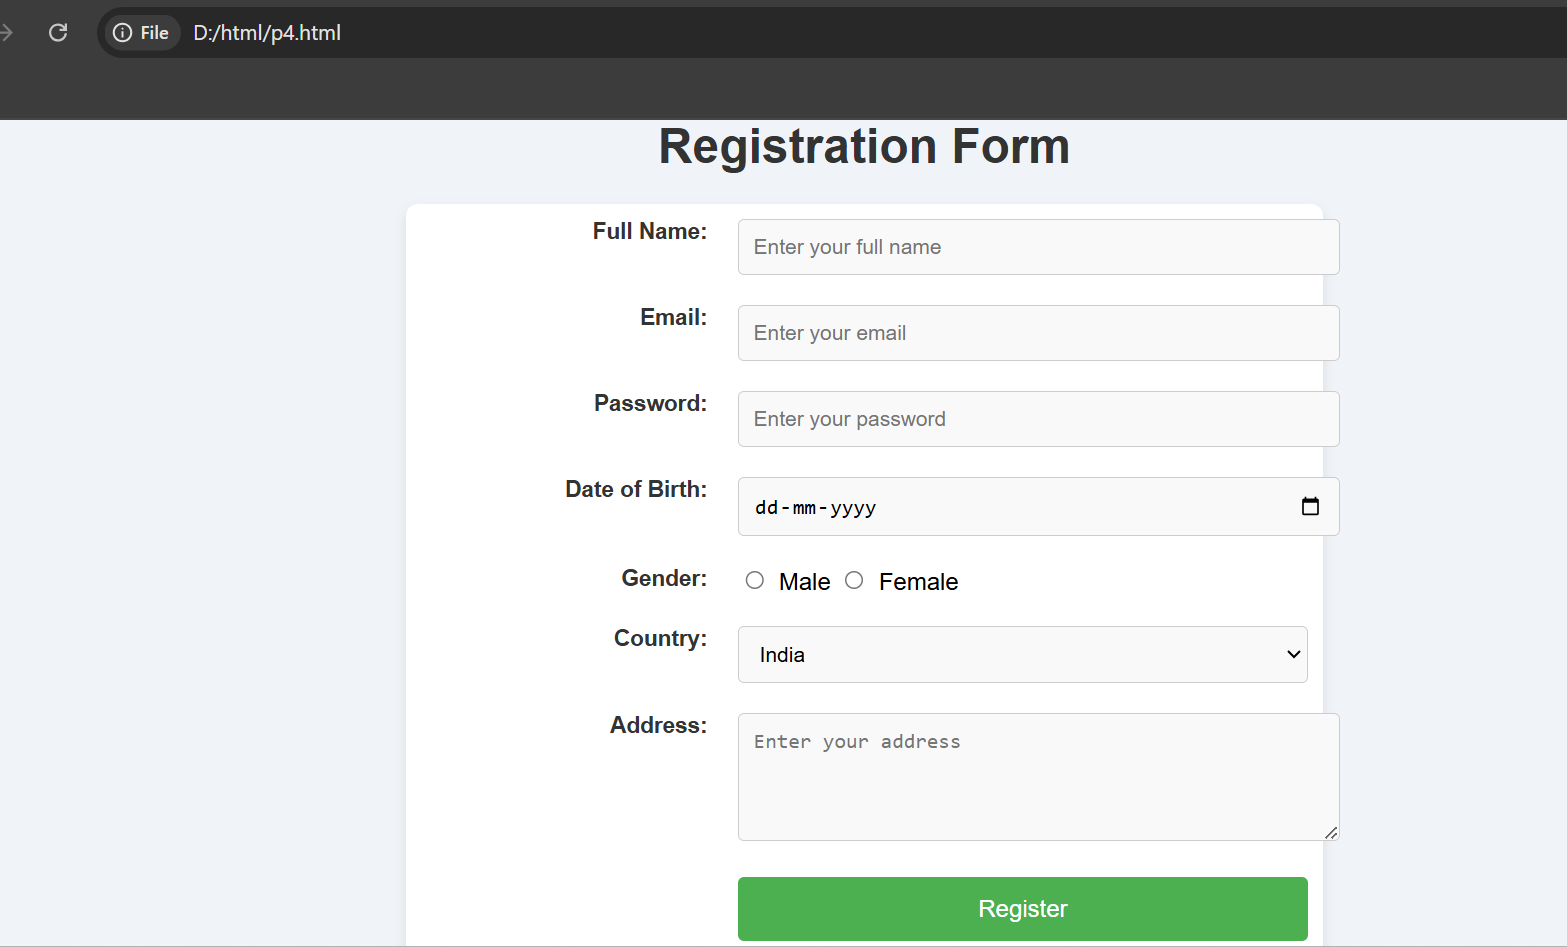 File D:/html/p4.html
Registration Form
Full Name: Enter your full name
Email: Enter your email
Password: Enter your password
Date of Birth: dd-mm-yyyy
Gender: Male Female
Country: India
Address: Enter your address
Register